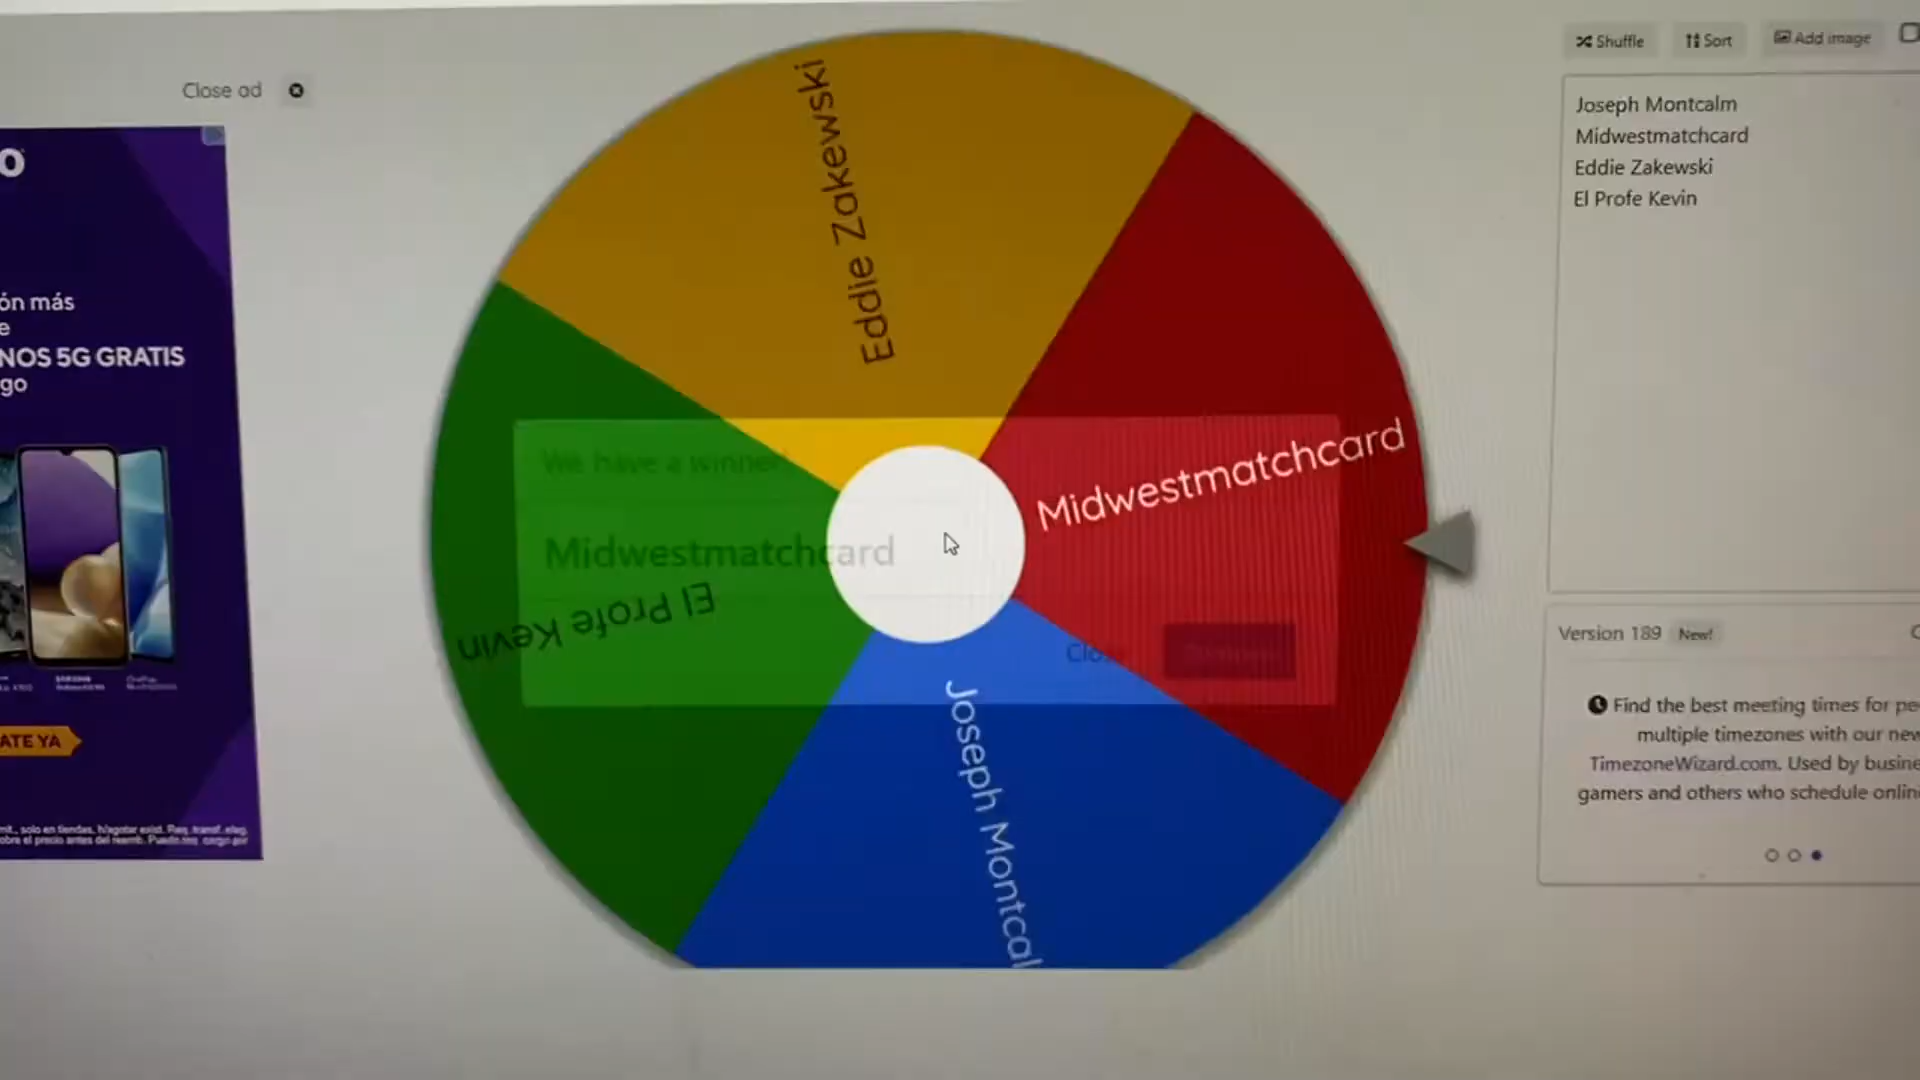 Close ad
ón más
e
NOS 5G GRATIS
go
ATE YA
Eddie Zakewski
Midwestmatchcard
El Profe Kevin
Joseph Montcal
We have a winner!
Midwestmatchcard
Shuffle
Sort
Add image
Joseph Montcalm
Midwestmatchcard
Eddie Zakewski
El Profe Kevin
Version 189 New!
Find the best meeting times for pe
multiple timezones with our new
TimezoneWizard.com. Used by busine
gamers and others who schedule onlin